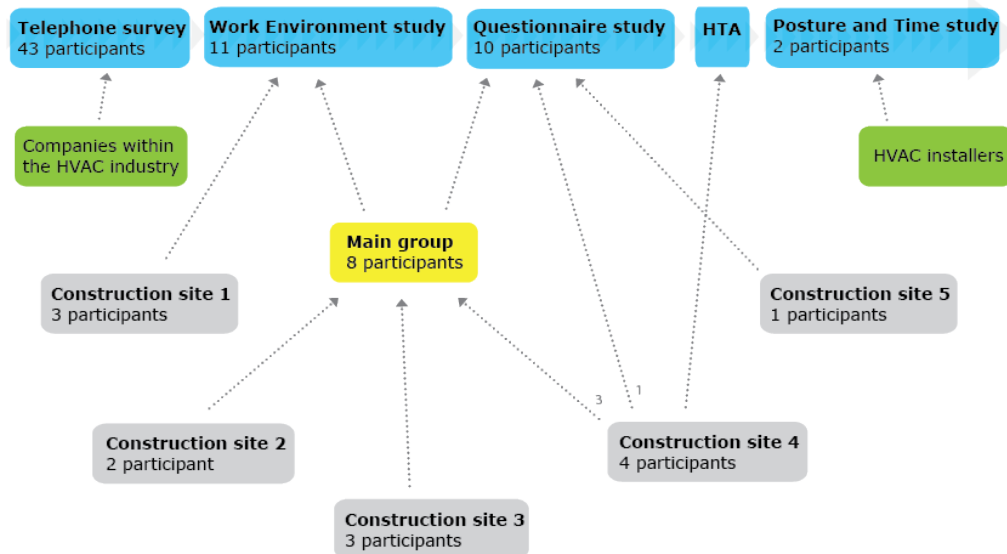 Telephone survey
43 participants
Work Environment study
11 participants
Questionnaire study
10 participants
HTA
Posture and Time study
2 participants
Companies within
the HVAC industry
HVAC installers
Main group
8 participants
Construction site 1
3 participants
Construction site 5
1 participants
3
1
Construction site 2
2 participant
Construction site 4
4 participants
Construction site 3
3 participants